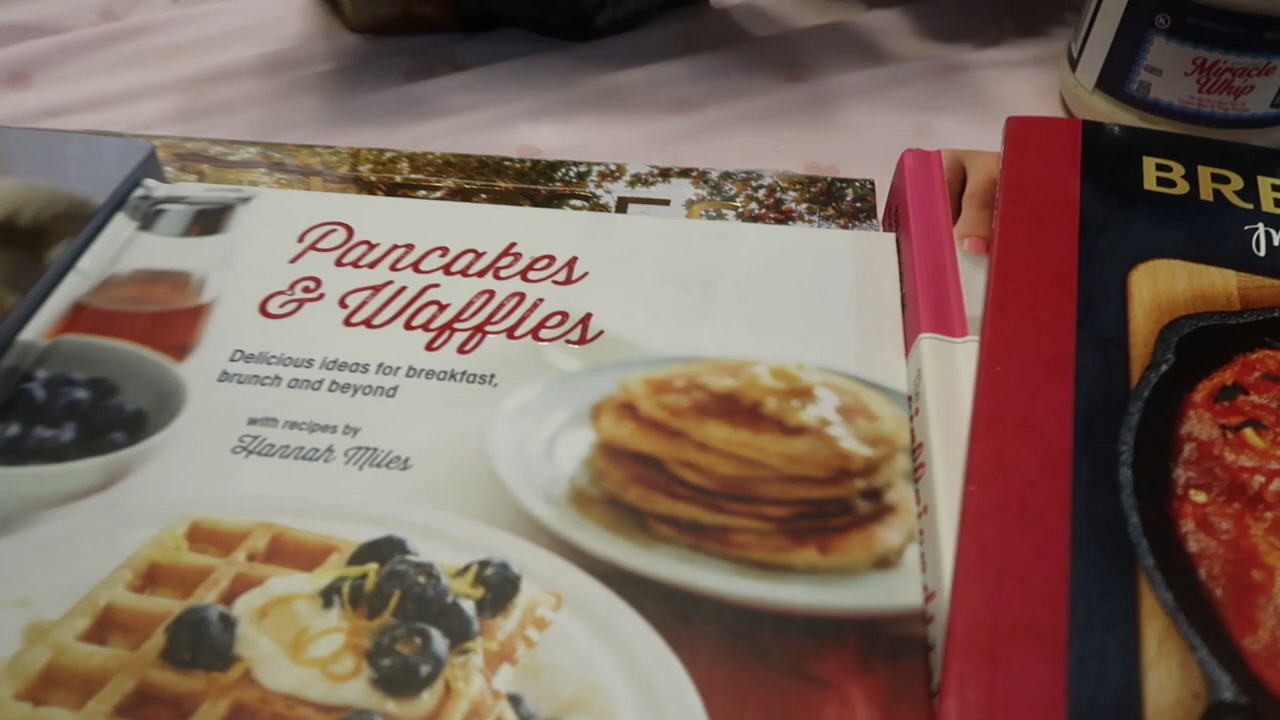 Miracle
Whip
Pancakes
& Waffles
Delicious ideas for breakfast,
brunch and beyond
with recipes by
Hannah Miles
BRE